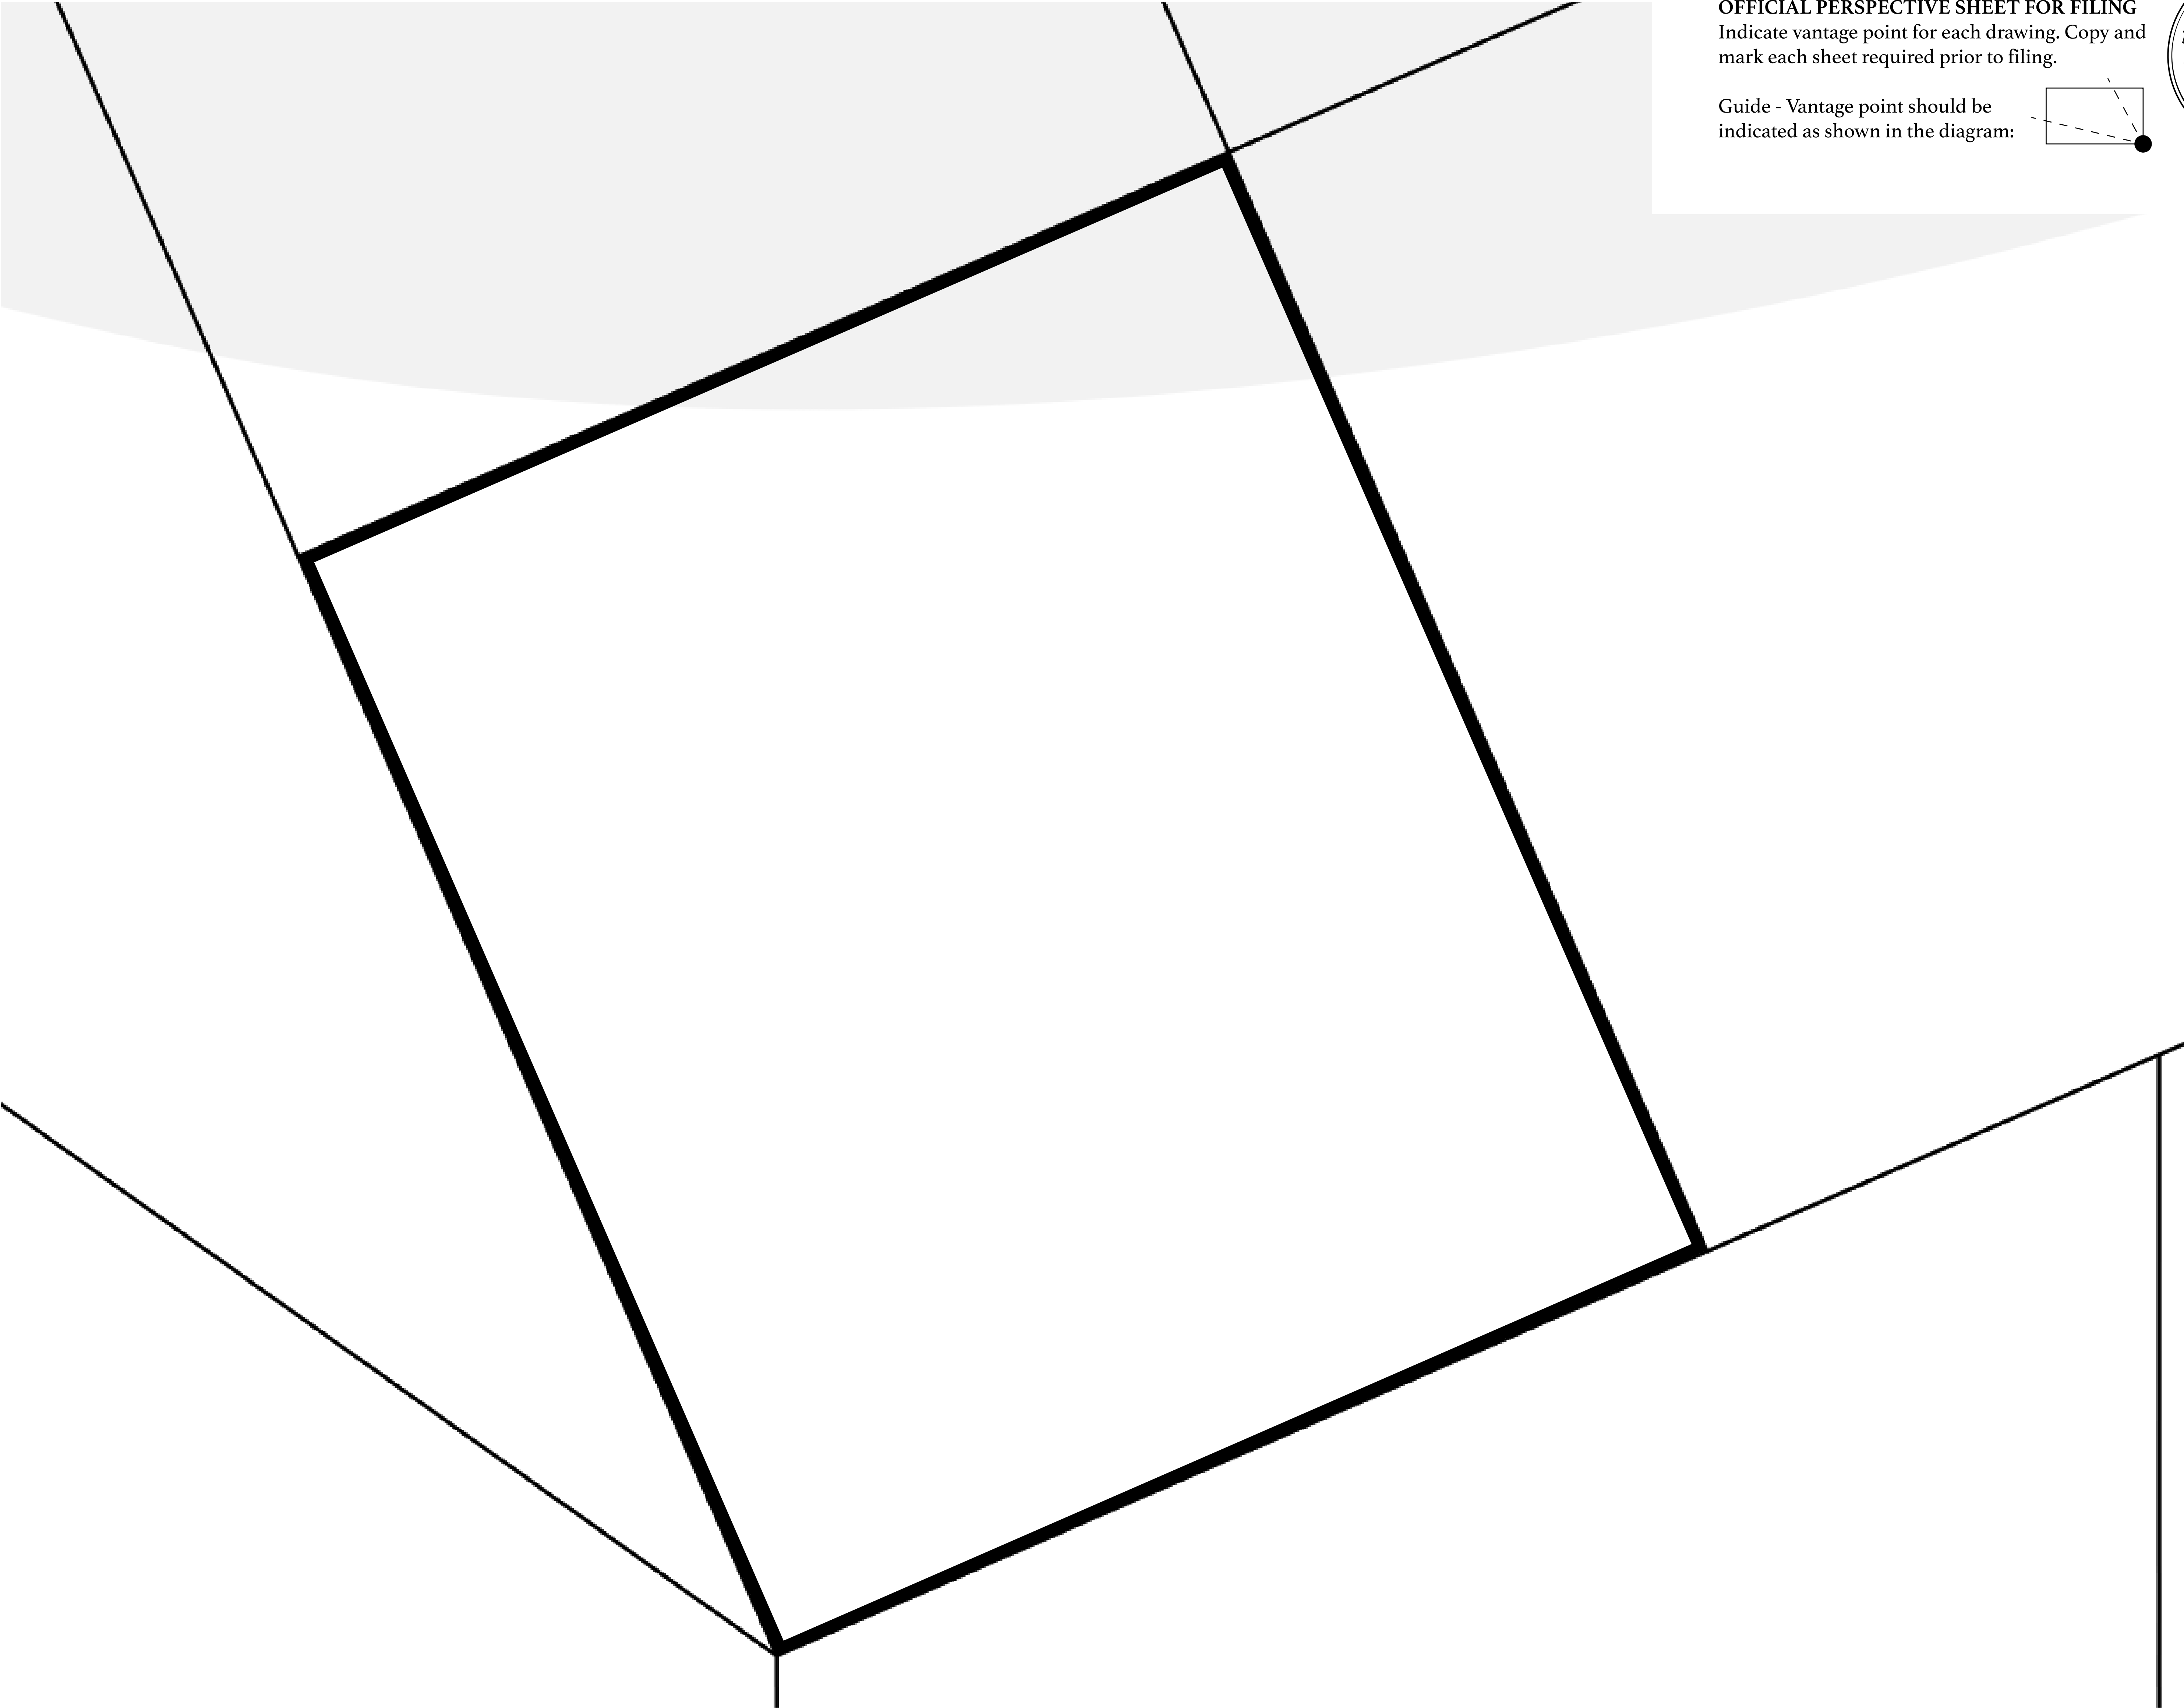 OFFICIAL PERSPECTIVE SHEET FOR FILING
Indicate vantage point for each drawing. Copy and
mark each sheet required prior to filing.
Guide - Vantage point should be
indicated as shown in the diagram: